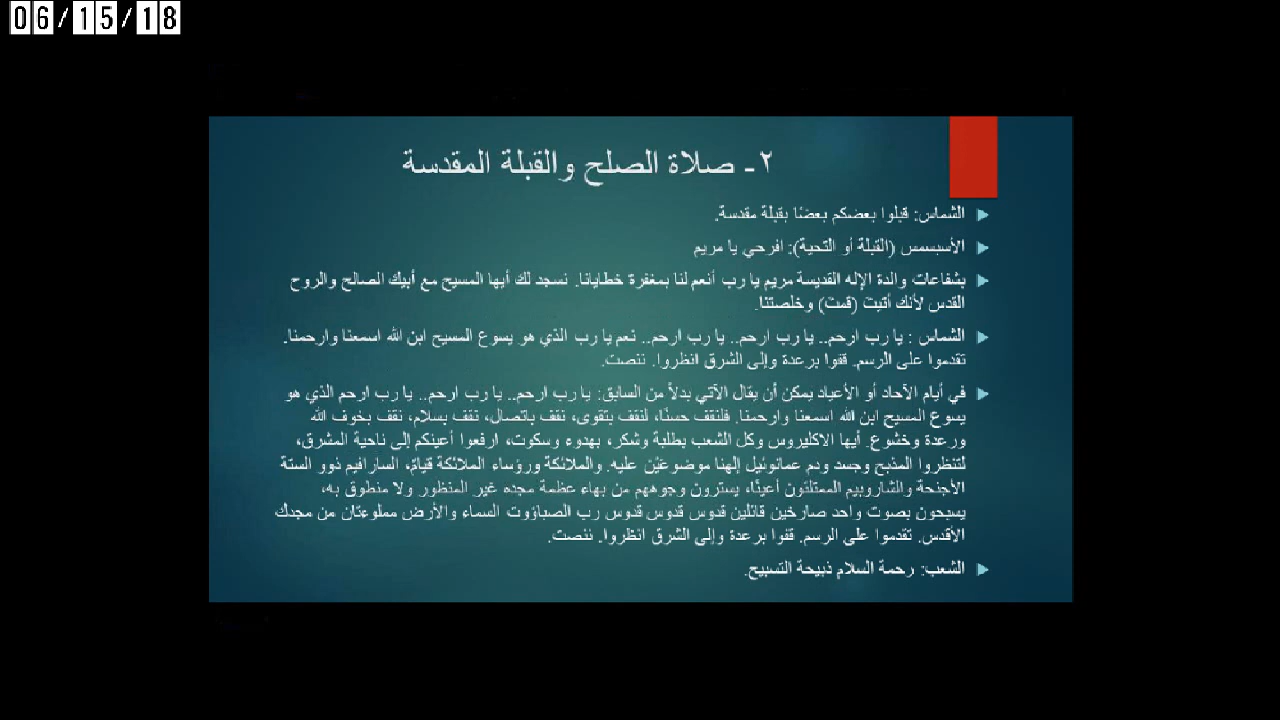 06/15/18
٢- صلاة الصلح والقبلة المقدسة
الشماس: قبلوا بعضكم بعضًا بقبلة مقدسة.
الأسبسمس (القبلة أو التحية): افرحي يا مريم
بشفاعات والدة الإله القديسة مريم يا رب أنعم لنا بمغفرة خطايانا. نسجد لك أيها المسيح مع أبيك الصالح والروح
القدس لأنك أتيت (قمت) وخلصتنا.
الشماس : يا رب ارحم.. يا رب ارحم.. يا رب ارحم.. نعم يا رب الذي هو يسوع المسيح ابن الله اسمعنا وارحمنا.
تقدموا على الرسم. قفوا برعدة وإلى الشرق انظروا. ننصت.
في أيام الآحاد أو الأعياد يمكن أن يقال الآتي بدلاً من السابق: يا رب ارحم.. يا رب ارحم.. يا رب ارحم الذي هو
يسوع المسيح ابن الله اسمعنا وارحمنا. فلنقف حسنًا، لنقف بتقوى، نقف باتصال، نقف بسلام، نقف بخوف الله
ورعدة وخشوع. أيها الاكليروس وكل الشعب بطلبة وشكر، بهدوء وسكوت، ارفعوا أعينكم إلى ناحية المشرق،
لتنظروا المذبح وجسد ودم عمانوئيل إلهنا موضوعَيْن عليه. والملائكة ورؤساء الملائكة قيامٌ، السارافيم ذوو الستة
الأجنحة والشاروبيم الممتلئون أعينًا، يسترون وجوههم من بهاء عظمة مجده غير المنظور ولا منطوق به،
يسبحون بصوت واحد صارخين قائلين قدوس قدوس قدوس رب الصباؤوت السماء والأرض مملوءتان من مجدك
الأقدس. تقدموا على الرسم. قفوا برعدة وإلى الشرق انظروا. ننصت.
الشعب: رحمة السلام ذبيحة التسبيح.